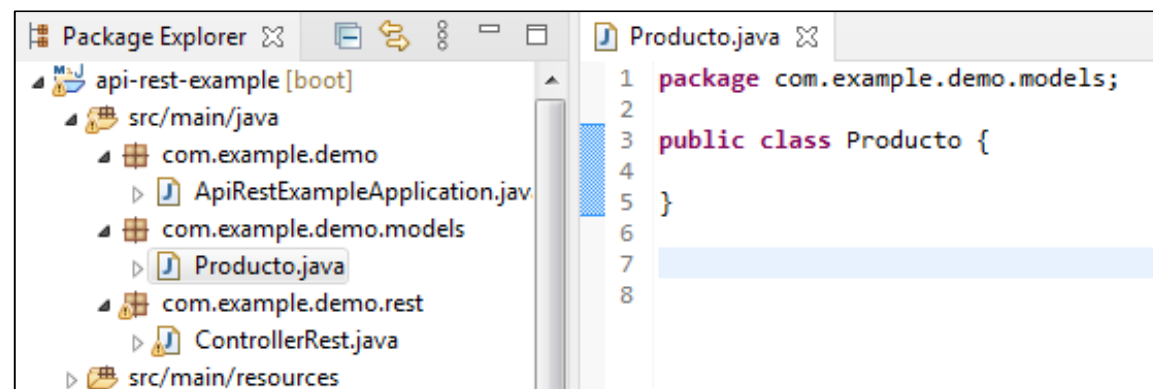 Package Explorer
api-rest-example [boot]
src/main/java
com.example.demo
ApiRestExampleApplication.jav
com.example.demo.models
Producto.java
com.example.demo.rest
ControllerRest.java
src/main/resources
Producto.java
1 package com.example.demo.models;
2
3 public class Producto {
4
5 }
6
7
8